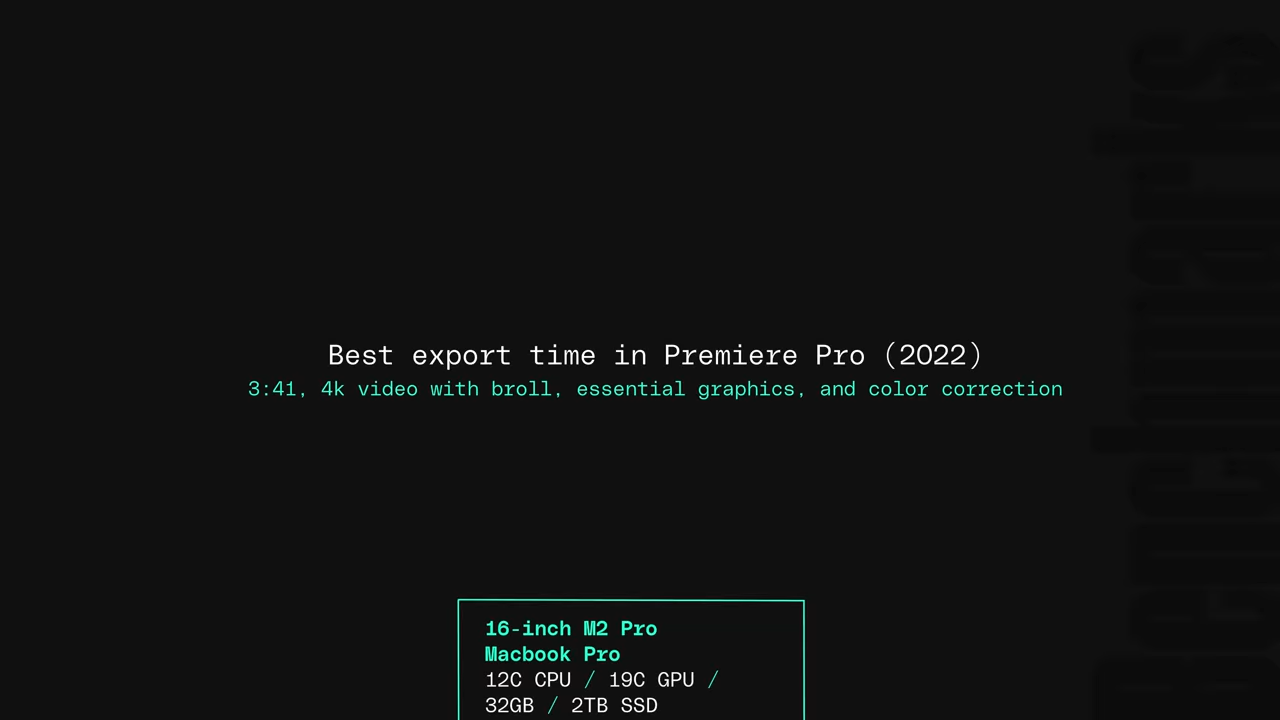 Best export time in Premiere Pro (2022)
3:41, 4k video with broll, essential graphics, and color correction
16-inch M2 Pro
Macbook Pro
12C CPU / 19C GPU /
32GB / 2TB SSD
Benchmarks